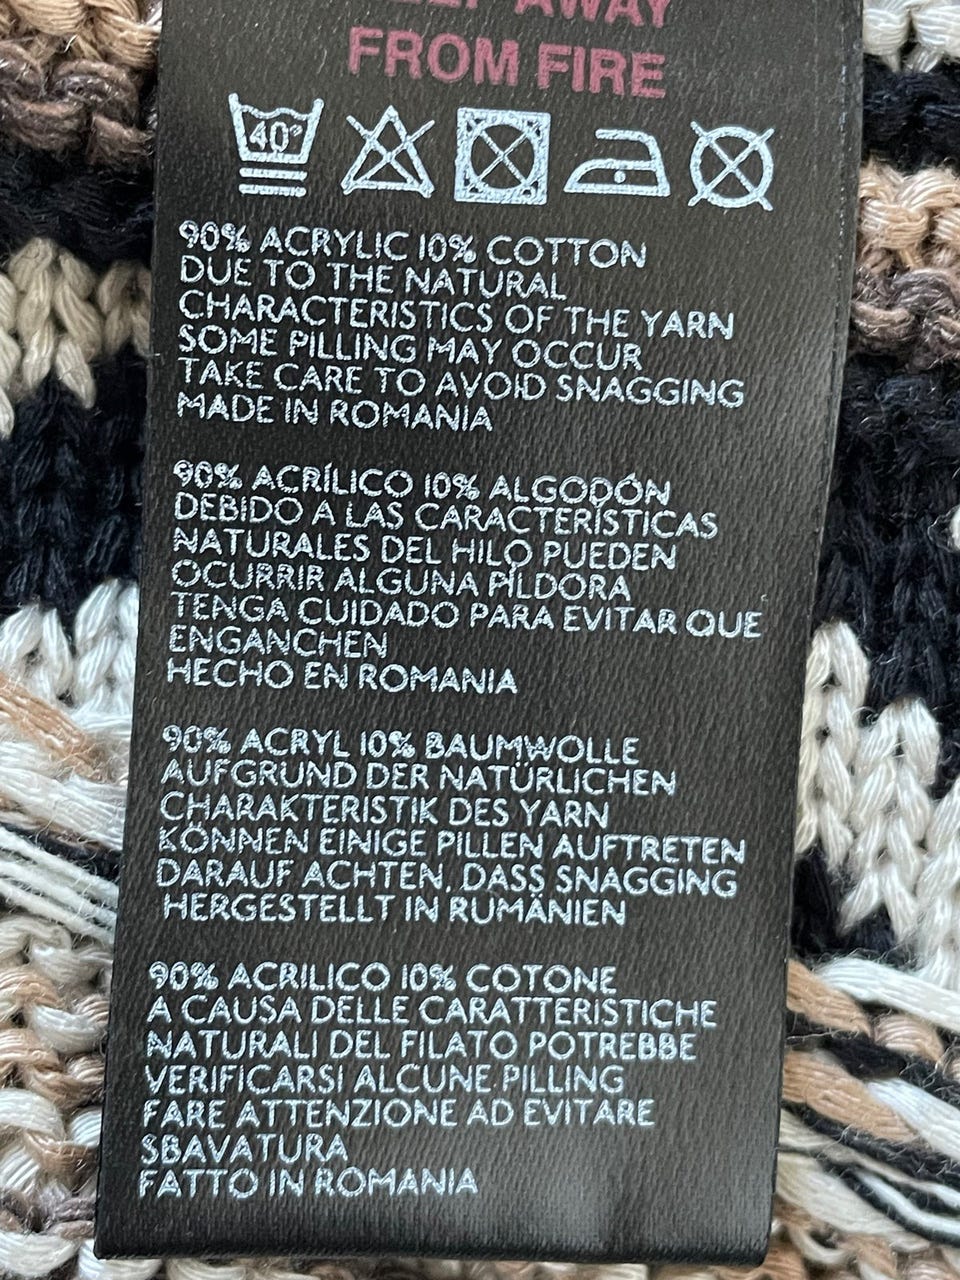 KEEP AWAY
FROM FIRE
40°
90% ACRYLIC 10% COTTON
DUE TO THE NATURAL
CHARACTERISTICS OF THE YARN
SOME PILLING MAY OCCUR
TAKE CARE TO AVOID SNAGGING
MADE IN ROMANIA
90% ACRÍLICO 10% ALGODÓN
DEBIDO A LAS CARACTERÍSTICAS
NATURALES DEL HILO PUEDEN
OCURRIR ALGUNA PÍLDORA
TENGA CUIDADO PARA EVITAR QUE
ENGANCHEN
HECHO EN ROMANIA
90% ACRYL 10% BAUMWOLLE
AUFGRUND DER NATÜRLICHEN
CHARAKTERISTIK DES YARN
KÖNNEN EINIGE PILLEN AUFTRETEN
DARAUF ACHTEN, DASS SNAGGING
HERGESTELLT IN RUMÄNIEN
90% ACRILICO 10% COTONE
A CAUSA DELLE CARATTERISTICHE
NATURALI DEL FILATO POTREBBE
VERIFICARSI ALCUNE PILLING
FARE ATTENZIONE AD EVITARE
SBAVATURA
FATTO IN ROMANIA